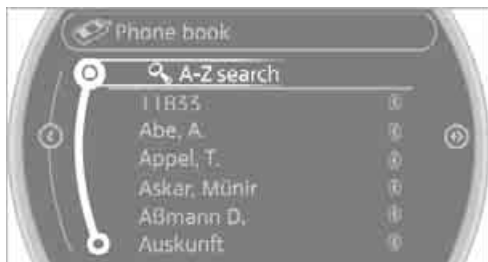 Phone book
A-Z search
11833
Abe, A.
Appel, T.
Askar, Münir
Aßmann D.
Auskunft